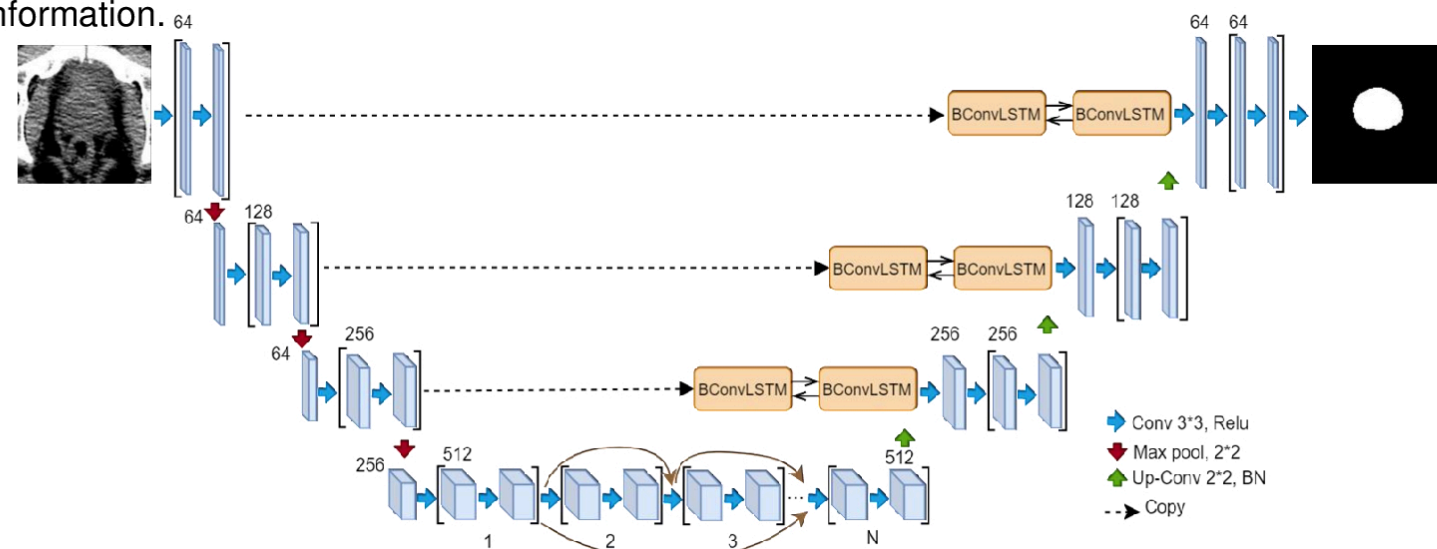 nformation.
64
64 64
BConvLSTM BConvLSTM
64 128
128 128
BConvLSTM BConvLSTM
64 256
256 256
BConvLSTM BConvLSTM
Conv 3*3, Relu
Max pool, 2*2
Up-Conv 2*2, BN
Copy
256 512
512
...
1 2 3 N